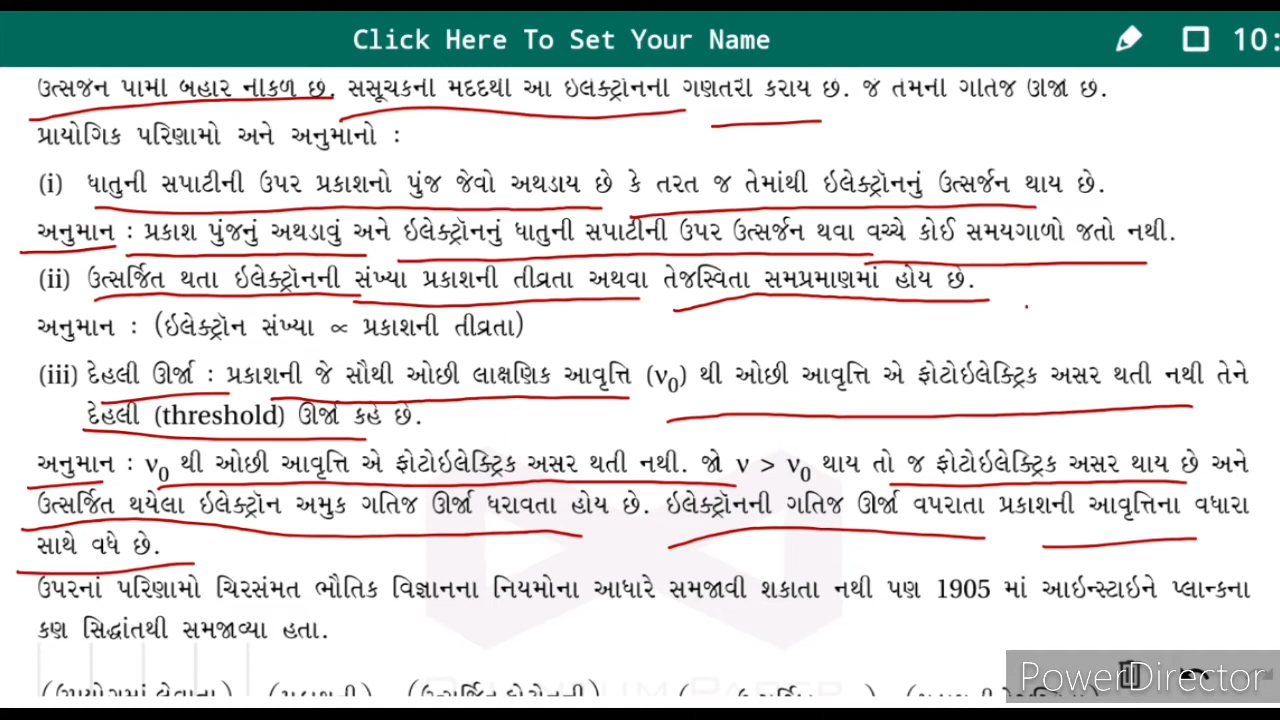 Click Here To Set Your Name
10:
ઉત્સર્જન પામી બહાર નીકળે છે. સંસૂચકની મદદથી આ ઇલેક્ટ્રૉનની ગણતરી કરાય છે. જે તેમની ગતિજ ઊર્જા છે.
પ્રાયોગિક પરિણામો અને અનુમાનો :
(i) ધાતુની સપાટીની ઉપર પ્રકાશનો પુંજ જેવો અથડાય છે કે તરત જ તેમાંથી ઇલેક્ટ્રૉનનું ઉત્સર્જન થાય છે.
અનુમાન : પ્રકાશ પુંજનું અથડાવું અને ઇલેક્ટ્રૉનનું ધાતુની સપાટીની ઉપર ઉત્સર્જન થવા વચ્ચે કોઈ સમયગાળો જતો નથી.
(ii) ઉત્સર્જિત થતા ઇલેક્ટ્રૉનની સંખ્યા પ્રકાશની તીવ્રતા અથવા તેજસ્વિતા સમપ્રમાણમાં હોય છે.
અનુમાન : (ઇલેક્ટ્રૉન સંખ્યા ∝ પ્રકાશની તીવ્રતા)
(iii) દેહલી ઊર્જા : પ્રકાશની જે સૌથી ઓછી લાક્ષણિક આવૃત્તિ (ν₀) થી ઓછી આવૃત્તિ એ ફોટોઇલેક્ટ્રિક અસર થતી નથી તેને
દેહલી (threshold) ઊર્જા કહે છે.
અનુમાન : ν₀ થી ઓછી આવૃત્તિ એ ફોટોઇલેક્ટ્રિક અસર થતી નથી. જો ν > ν₀ થાય તો જ ફોટોઇલેક્ટ્રિક અસર થાય છે અને
ઉત્સર્જિત થયેલા ઇલેક્ટ્રૉન અમુક ગતિજ ઊર્જા ધરાવતા હોય છે. ઇલેક્ટ્રૉનની ગતિજ ઊર્જા વપરાતા પ્રકાશની આવૃત્તિના વધારા
સાથે વધે છે.
ઉપરનાં પરિણામો ચિરસંમત ભૌતિક વિજ્ઞાનના નિયમોના આધારે સમજાવી શકાતા નથી પણ 1905 માં આઇન્સ્ટાઇને પ્લાન્કના
કણ સિદ્ધાંતથી સમજાવ્યા હતા.
PowerDirector